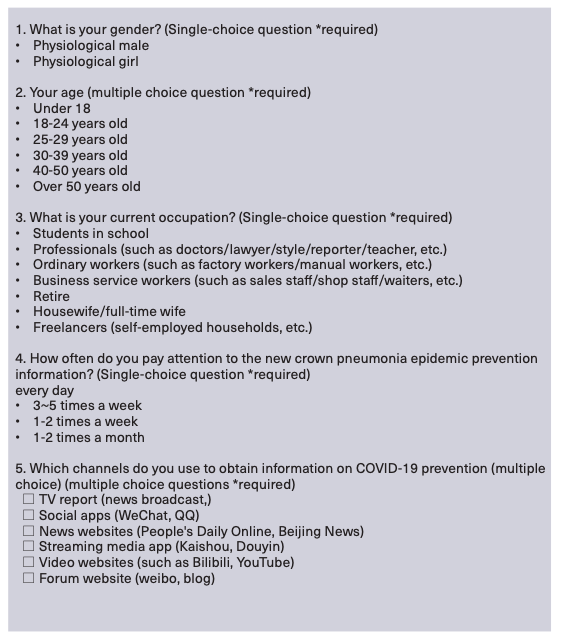 1. What is your gender? (Single-choice question *required)
• Physiological male
• Physiological girl
2. Your age (multiple choice question *required)
• Under 18
• 18-24 years old
• 25-29 years old
• 30-39 years old
• 40-50 years old
• Over 50 years old
3. What is your current occupation? (Single-choice question *required)
• Students in school
• Professionals (such as doctors/lawyer/style/reporter/teacher, etc.)
• Ordinary workers (such as factory workers/manual workers, etc.)
• Business service workers (such as sales staff/shop staff/waiters, etc.)
• Retire
• Housewife/full-time wife
• Freelancers (self-employed households, etc.)
4. How often do you pay attention to the new crown pneumonia epidemic prevention
information? (Single-choice question *required)
every day
• 3~5 times a week
• 1-2 times a week
• 1-2 times a month
5. Which channels do you use to obtain information on COVID-19 prevention (multiple
choice) (multiple choice questions *required)
☐ TV report (news broadcast,)
☐ Social apps (WeChat, QQ)
☐ News websites (People's Daily Online, Beijing News)
☐ Streaming media app (Kaishou, Douyin)
☐ Video websites (such as Bilibili, YouTube)
☐ Forum website (weibo, blog)